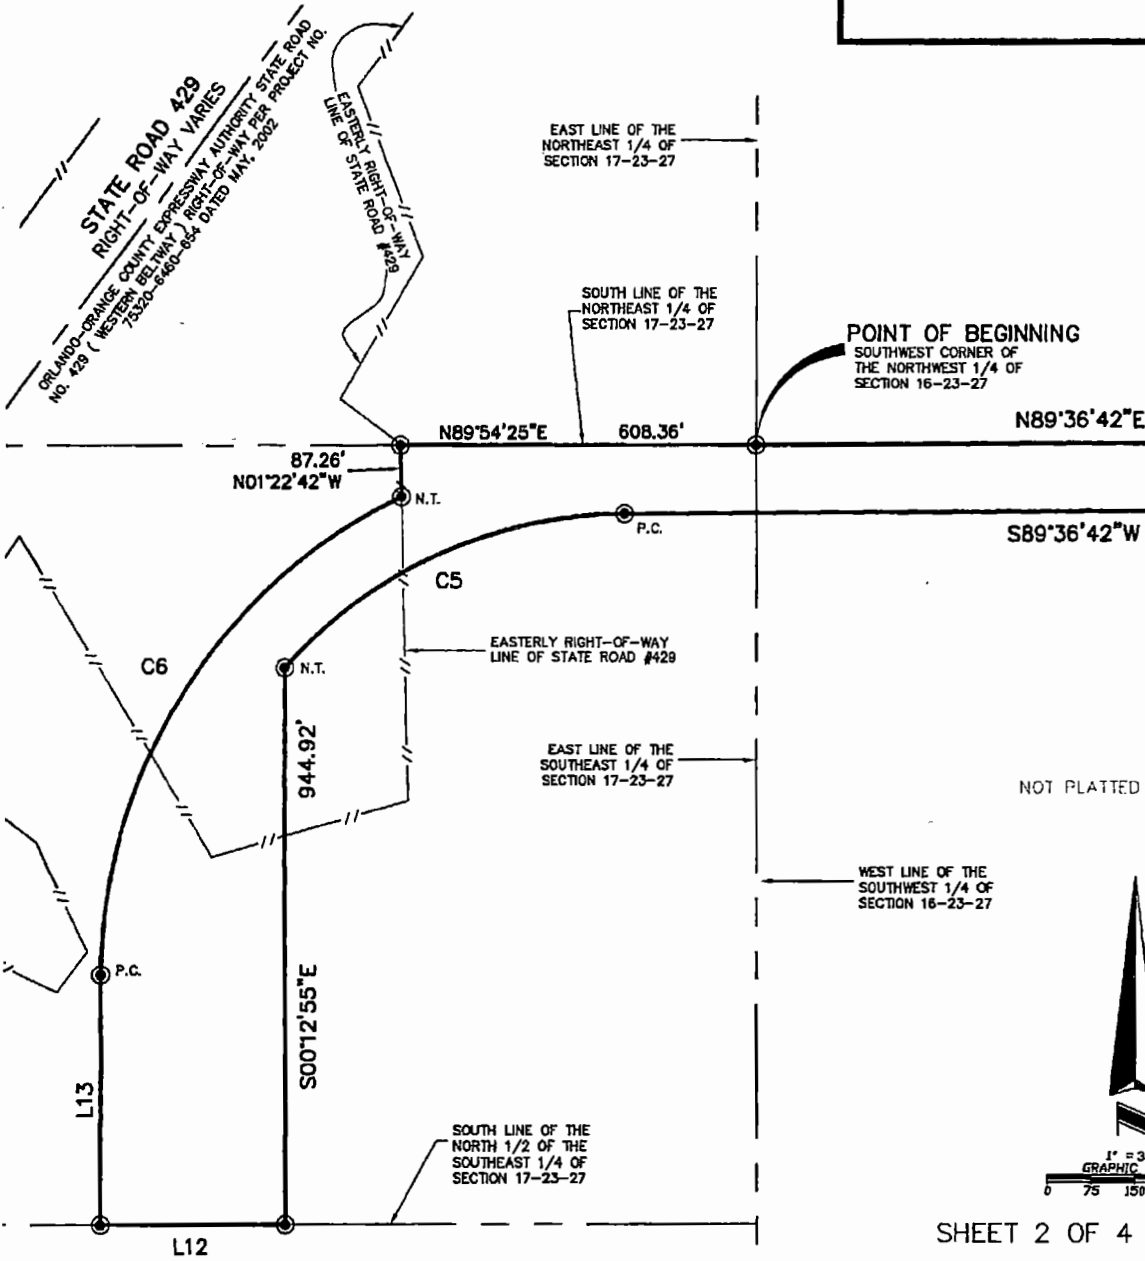 STATE ROAD 429
RIGHT-OF-WAY VARIES
ORLANDO-ORANGE COUNTY EXPRESSWAY AUTHORITY STATE ROAD
NO. 429 ( WESTERN BELTWAY ) RIGHT-OF-WAY PER PROJECT NO.
75320-6460-654 DATED MAY, 2002
EASTERLY RIGHT-OF-WAY
LINE OF STATE ROAD #429
EAST LINE OF THE
NORTHEAST 1/4 OF
SECTION 17-23-27
SOUTH LINE OF THE
NORTHEAST 1/4 OF
SECTION 17-23-27
POINT OF BEGINNING
SOUTHWEST CORNER OF
THE NORTHWEST 1/4 OF
SECTION 16-23-27
N89°54'25"E 608.36'
N89°36'42"E
87.26'
N01°22'42"W
N.T.
P.C.
S89°36'42"W
C5
C6
EASTERLY RIGHT-OF-WAY
LINE OF STATE ROAD #429
N.T.
944.92'
S00°12'55"E
EAST LINE OF THE
SOUTHEAST 1/4 OF
SECTION 17-23-27
NOT PLATTED
WEST LINE OF THE
SOUTHWEST 1/4 OF
SECTION 16-23-27
P.C.
L13
SOUTH LINE OF THE
NORTH 1/2 OF THE
SOUTHEAST 1/4 OF
SECTION 17-23-27
L12
1" = 3
GRAPHIC
0 75 150
SHEET 2 OF 4